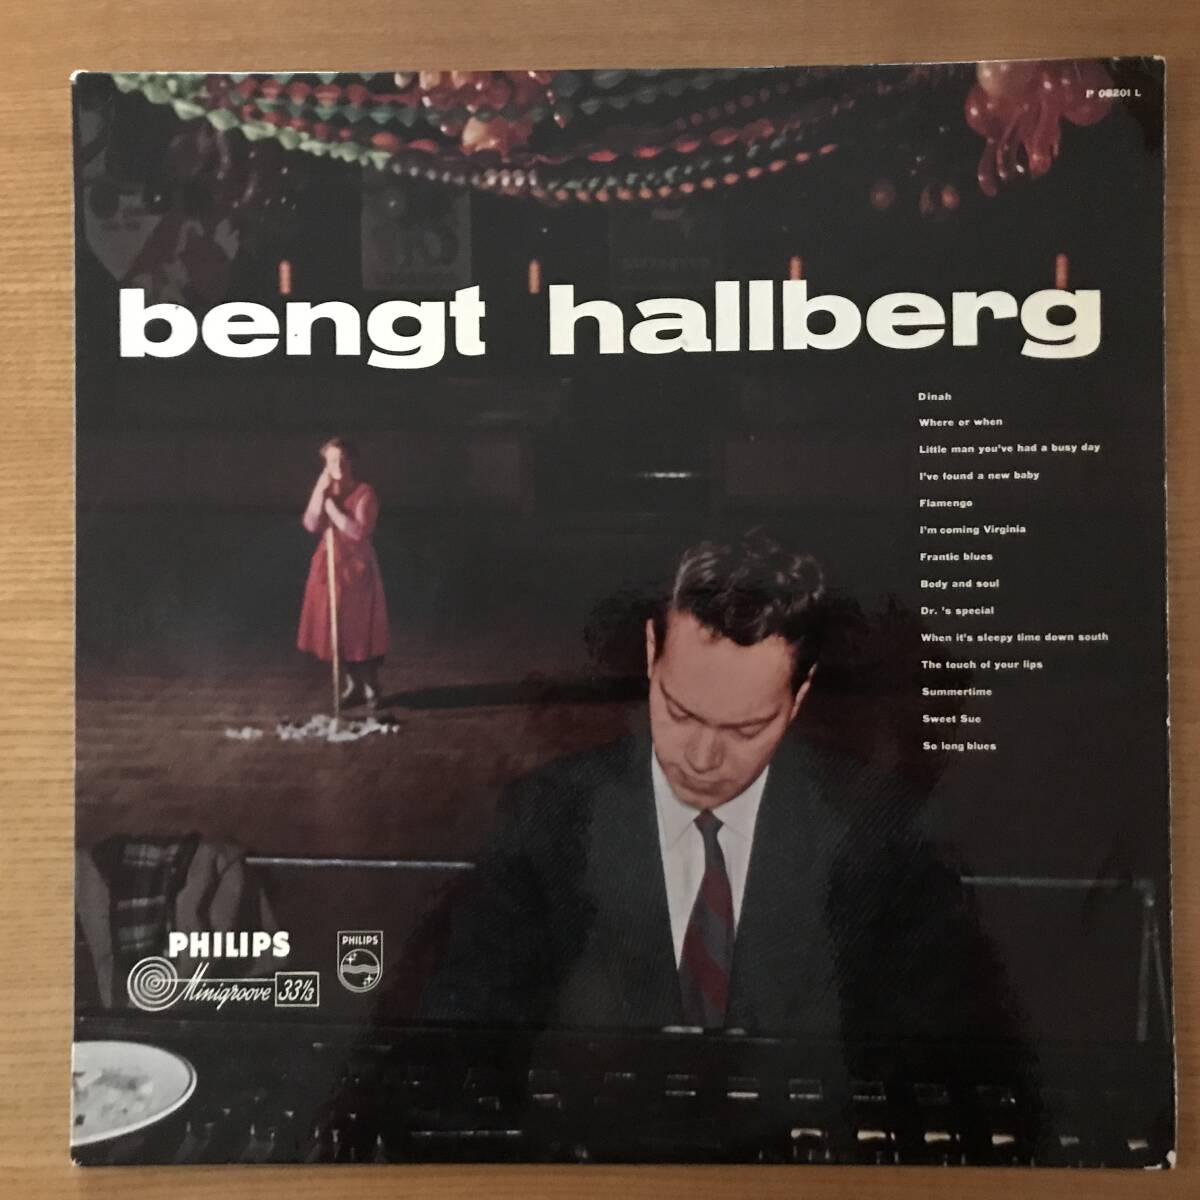 P 08201 L
bengt hallberg
Dinah
Where or when
Little man you've had a busy day
I've found a new baby
Flamengo
I'm coming Virginia
Frantic blues
Body and soul
Dr. 's special
When it's sleepy time down south
The touch of your lips
Summertime
Sweet Sue
So long blues
PHILIPS
Minigroove 33⅓
PHILIPS